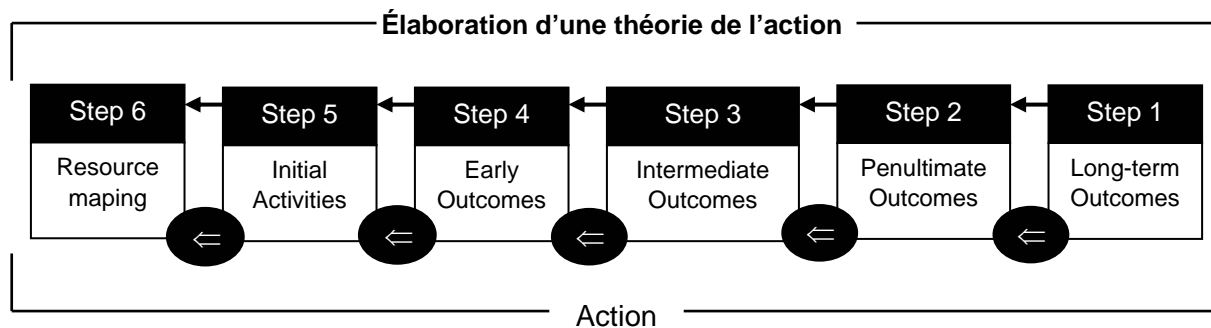 Élaboration d’une théorie de l’action
Step 6
Resource
maping
Step 5
Initial
Activities
Step 4
Early
Outcomes
Step 3
Intermediate
Outcomes
Step 2
Penultimate
Outcomes
Step 1
Long-term
Outcomes
⇐ ⇐ ⇐ ⇐ ⇐
Action